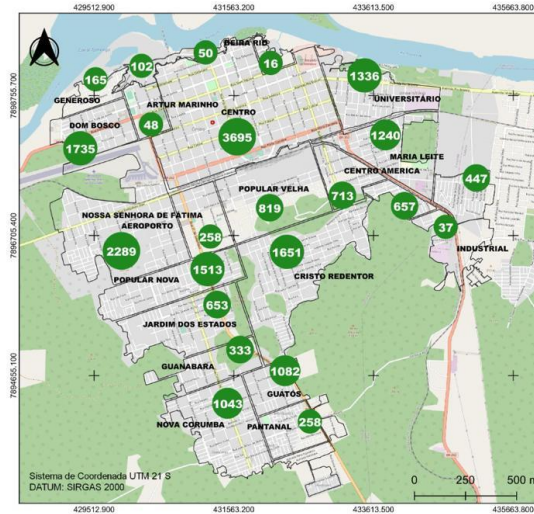 429512.900 431563.200 433613.500 435663.800
7896755.700
7896705.400
7894655.100
BEIRA RIO
50
102
16
165
1336
GENEROSO
ARTUR MARINHO
UNIVERSITÁRIO
CENTRO
DOM BOSCO
48
3695
1240
1735
MARIA LEITE
CENTRO AMERICA
447
POPULAR VELHA
713
657
819
NOSSA SENHORA DE FÁTIMA
AEROPORTO
258
37
2289
1651
INDUSTRIAL
1513
CRISTO REDENTOR
POPULAR NOVA
653
JARDIM DOS ESTADOS
333
GUANABARA
1082
GUATÓS
1043
NOVA CORUMBA
PANTANAL
258
Sistema de Coordenada UTM 21 S
DATUM: SIRGAS 2000
0 250 500 m
429512.900 431563.200 433613.500 435663.800